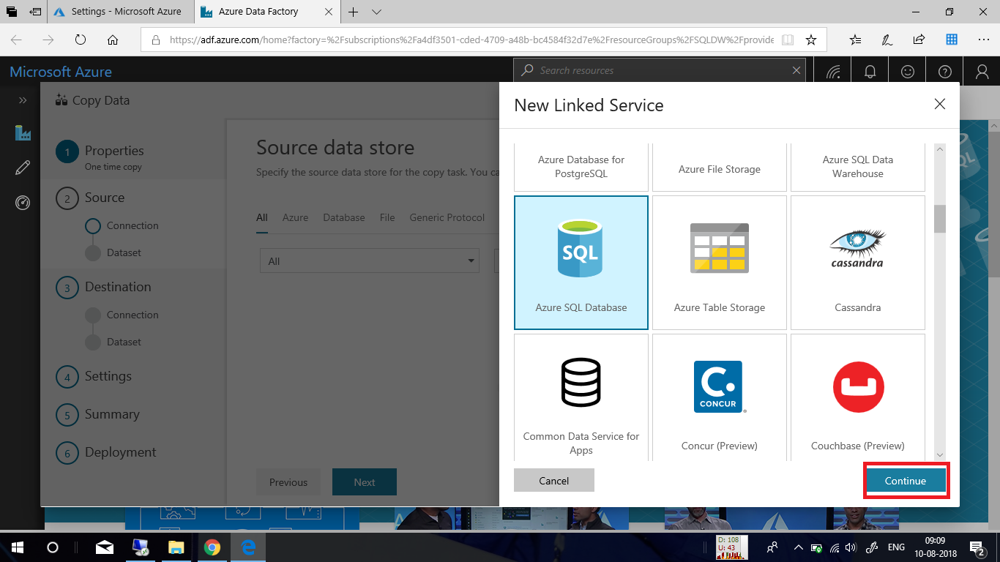 Settings - Microsoft Azure
Azure Data Factory
https://adf.azure.com/home?factory=%2Fsubscriptions%2Fa4df3501-cded-4709-a48b-bc4584f32d7e%2FresourceGroups%2FSQLDW%2Fprovide
Microsoft Azure
Search resources
Copy Data
1
Properties
One time copy
2
Source
Connection
Dataset
3
Destination
Connection
Dataset
4
Settings
5
Summary
6
Deployment
Source data store
Specify the source data store for the copy task. You ca
All
Azure
Database
File
Generic Protocol
All
Previous
Next
New Linked Service
Azure Database for
PostgreSQL
Azure File Storage
Azure SQL Data
Warehouse
SQL
Azure SQL Database
Azure Table Storage
cassandra
Cassandra
Common Data Service for
Apps
C.
CONCUR
Concur (Preview)
Couchbase (Preview)
Cancel
Continue
SQL
D: 108
U: 43
ENG
09:09
10-08-2018
2